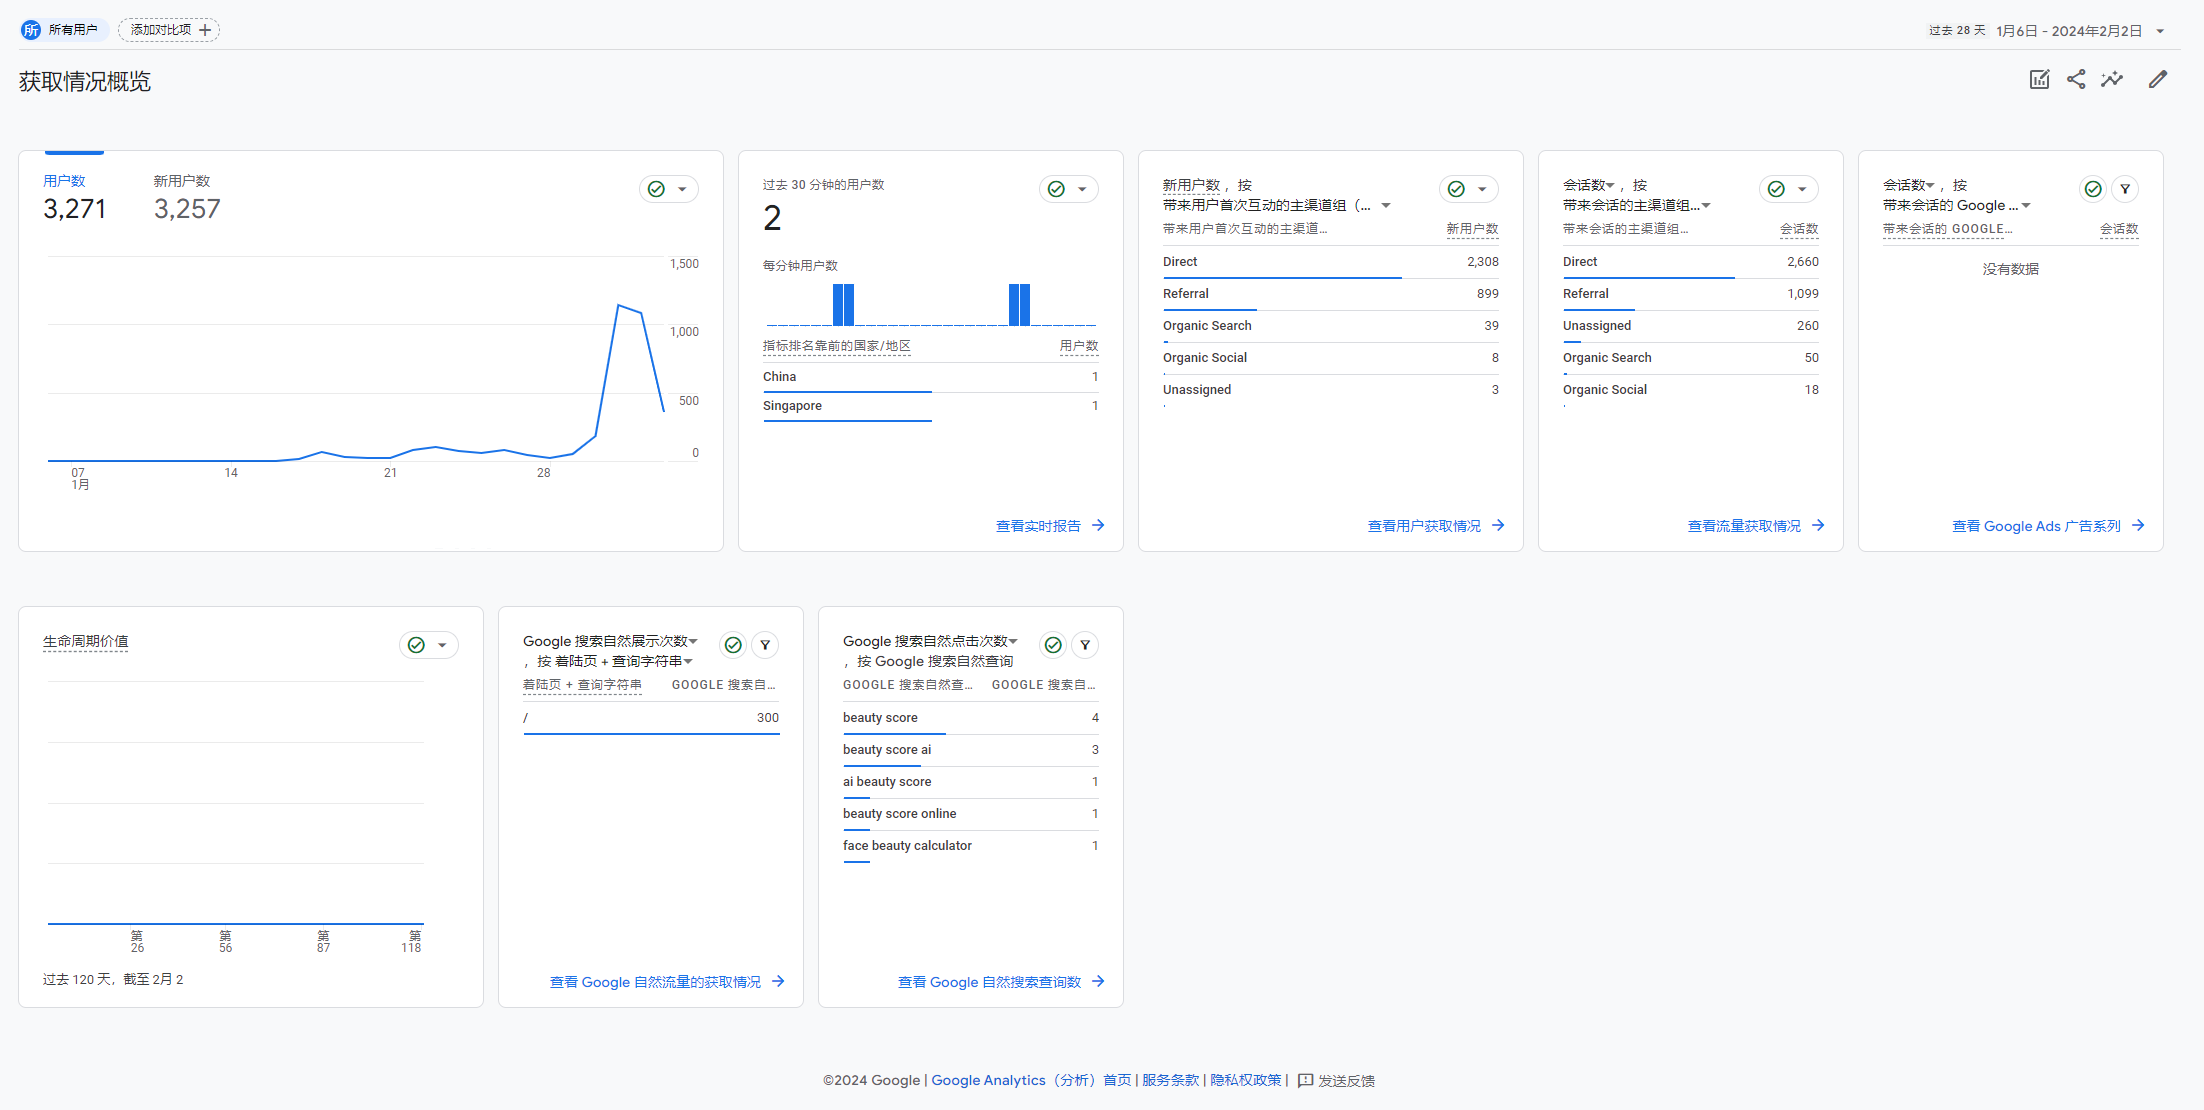 所 所有用户 添加对比项 过去 28 天 1月6日 - 2024年2月2日
获取情况概览
用户数 新用户数
3,271 3,257
1,500
1,000
500
0
07 14 21 28
1月
过去 30 分钟的用户数
2
每分钟用户数
指标排名靠前的国家/地区 用户数
China 1
Singapore 1
查看实时报告
新用户数 ，按
带来用户首次互动的主渠道组（...
带来用户首次互动的主渠道... 新用户数
Direct 2,308
Referral 899
Organic Search 39
Organic Social 8
Unassigned 3
查看用户获取情况
会话数 ，按
带来会话的主渠道组...
带来会话的主渠道组... 会话数
Direct 2,660
Referral 1,099
Unassigned 260
Organic Search 50
Organic Social 18
查看流量获取情况
会话数 ，按
带来会话的 Google ...
带来会话的 GOOGLE... 会话数
没有数据
查看 Google Ads 广告系列
生命周期价值
第 第 第 第
26 56 87 118
过去 120 天，截至 2月 2
Google 搜索自然展示次数
，按 着陆页 + 查询字符串
着陆页 + 查询字符串 GOOGLE 搜索自...
/ 300
查看 Google 自然流量的获取情况
Google 搜索自然点击次数
，按 Google 搜索自然查询
GOOGLE 搜索自然查... GOOGLE 搜索自...
beauty score 4
beauty score ai 3
ai beauty score 1
beauty score online 1
face beauty calculator 1
查看 Google 自然搜索查询数
©2024 Google | Google Analytics（分析）首页 | 服务条款 | 隐私权政策 | 发送反馈